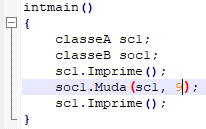 intmain()
{
classeA scl;
classeB socl;
scl.Imprime();
socl.Muda(scl, 9);
scl.Imprime();
}